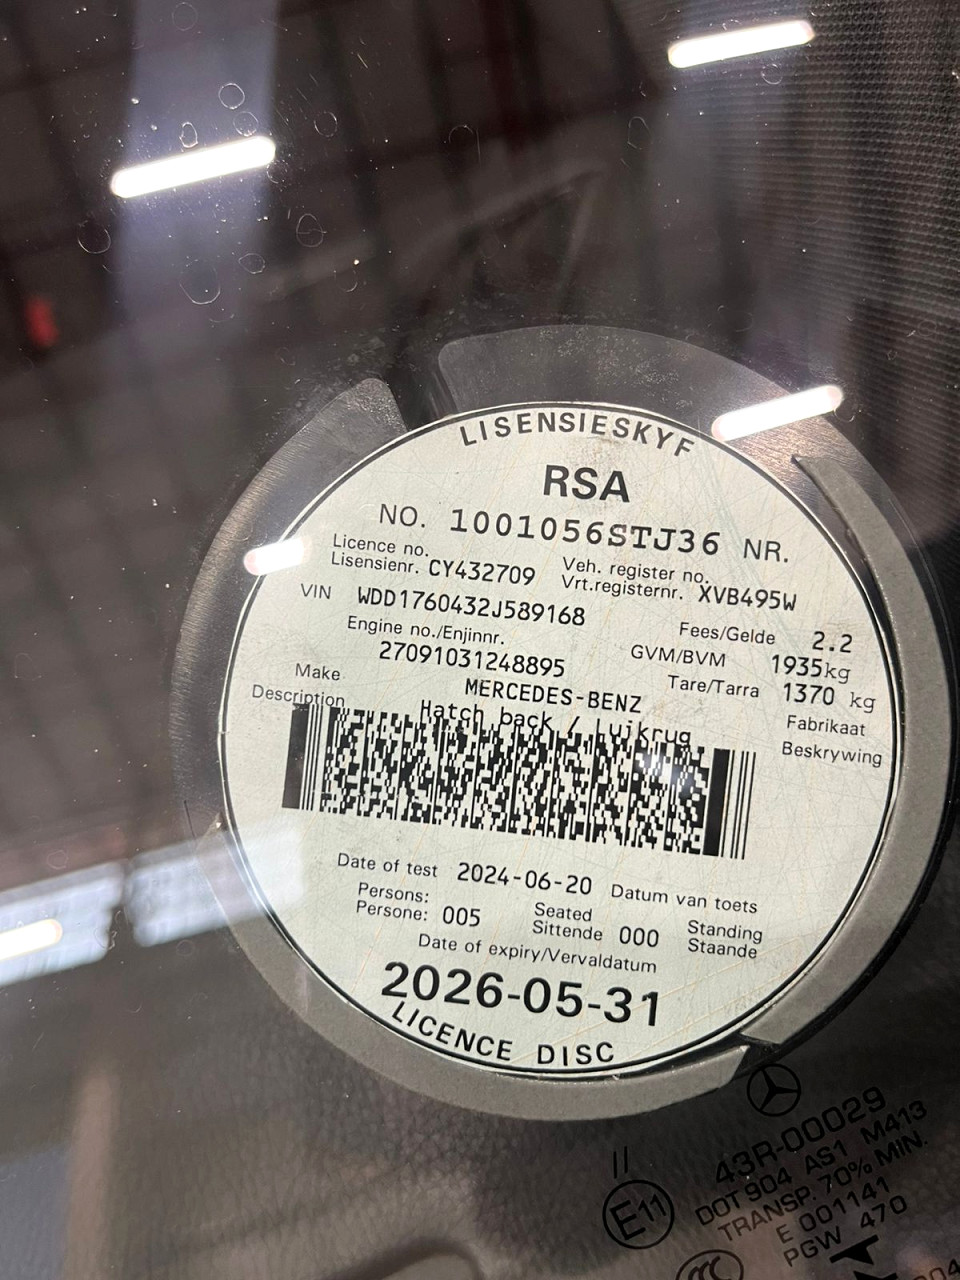 LISENSIESKYF
RSA
NO. 1001056STJ36 NR.
Licence no. Veh. register no.
Lisensienr. CY432709 Vrt.registernr. XVB495W
VIN WDD1760432J589168
Fees/Gelde 2.2
Engine no./Enjinnr. GVM/BVM 1935kg
27091031248895 Tare/Tarra 1370 kg
Make MERCEDES-BENZ Fabrikaat
Description Hatch back / Luikrug Beskrywing
Date of test 2024-06-20 Datum van toets
Persons: Seated Standing
Persone: 005 Sittende 000 Staande
Date of expiry/Vervaldatum
2026-05-31
LICENCE DISC
43R-00029
DOT 904 AS1 M413
TRANSP. 70% MIN.
E 001141
PGW 470
II
E11
CCC